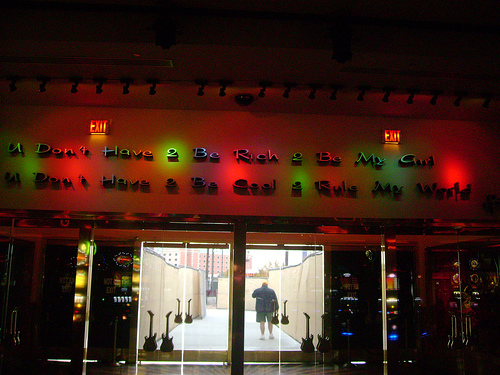 EXIT
EXIT
U Don't Have 2 Be Rich 2 Be My Girl
U Don't Have 2 Be Cool 2 Rule My World